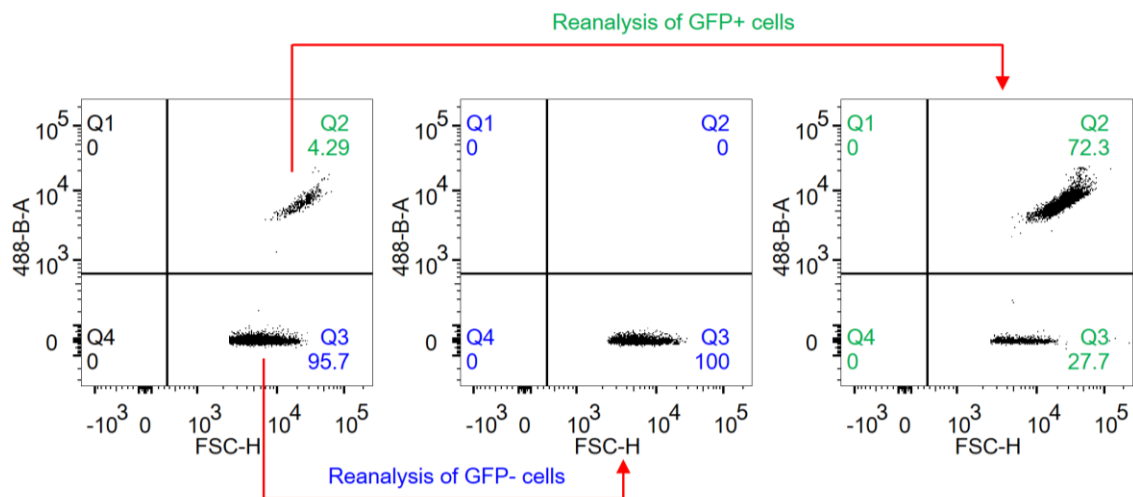 Reanalysis of GFP+ cells
488-B-A
10^5
10^4
10^3
0
Q1
0
Q2
4.29
Q4
0
Q3
95.7
-10^3 0 10^3 10^4 10^5
FSC-H
488-B-A
10^5
10^4
10^3
0
Q1
0
Q2
0
Q4
0
Q3
100
-10^3 0 10^3 10^4 10^5
FSC-H
488-B-A
10^5
10^4
10^3
0
Q1
0
Q2
72.3
Q4
0
Q3
27.7
-10^3 0 10^3 10^4 10^5
FSC-H
Reanalysis of GFP- cells